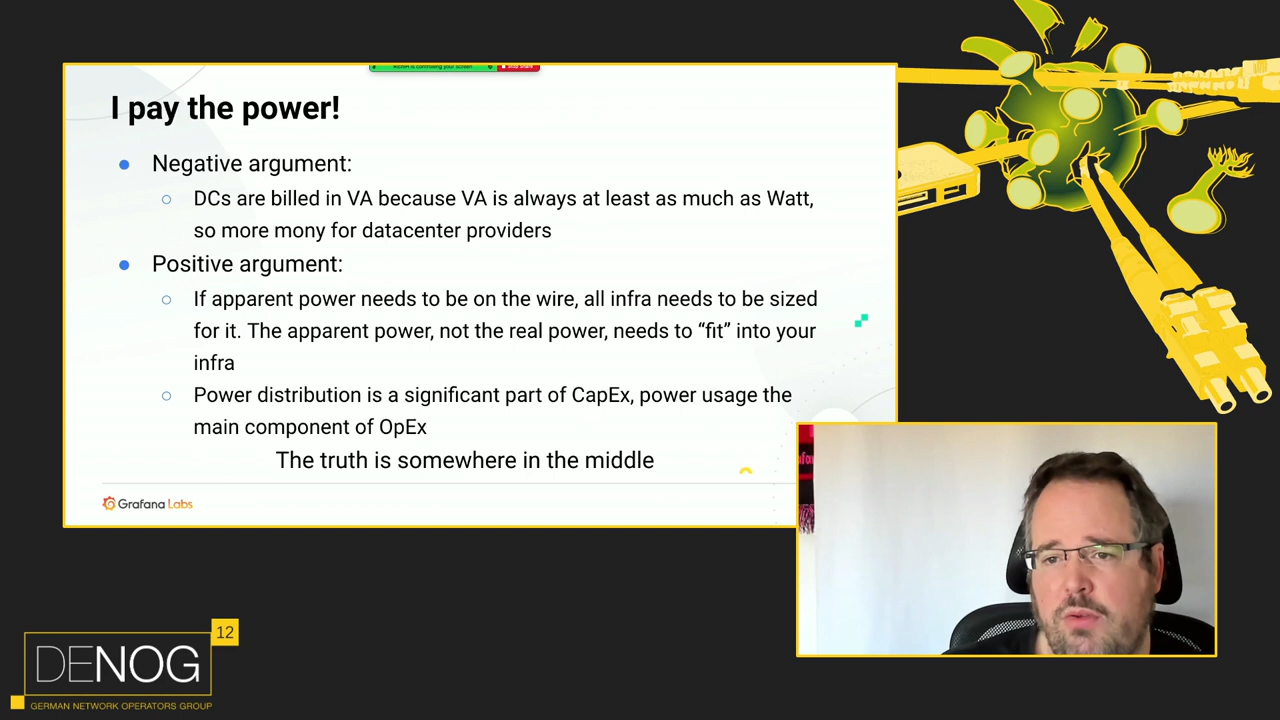 I pay the power!
Negative argument:
DCs are billed in VA because VA is always at least as much as Watt,
so more mony for datacenter providers
Positive argument:
If apparent power needs to be on the wire, all infra needs to be sized
for it. The apparent power, not the real power, needs to “fit” into your
infra
Power distribution is a significant part of CapEx, power usage the
main component of OpEx
The truth is somewhere in the middle
Grafana Labs
12
DENOG
GERMAN NETWORK OPERATORS GROUP